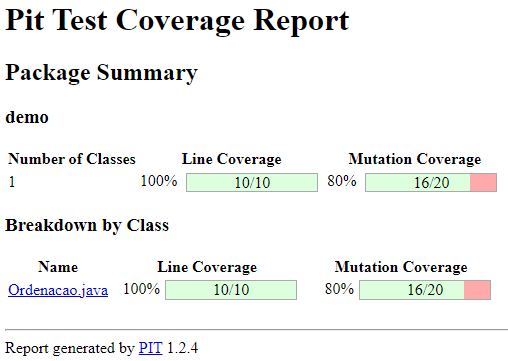 Pit Test Coverage Report
Package Summary
demo
Number of Classes Line Coverage Mutation Coverage
1 100% 10/10 80% 16/20
Breakdown by Class
Name Line Coverage Mutation Coverage
Ordenacao.java 100% 10/10 80% 16/20
Report generated by PIT 1.2.4